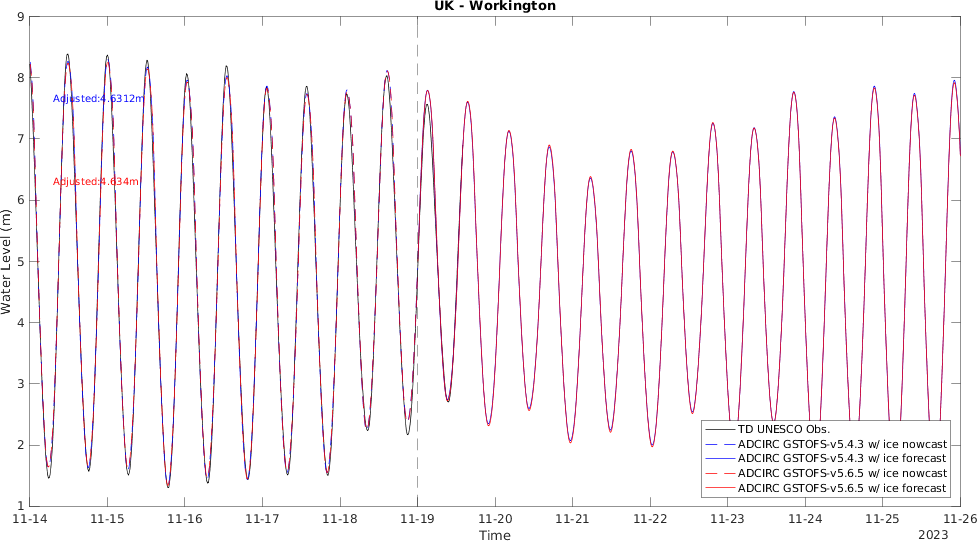 UK - Workington
9
8
7
6
5
4
3
2
1
Water Level (m)
Adjusted:4.6312m
Adjusted:4.634m
TD UNESCO Obs.
ADCIRC GSTOFS-v5.4.3 w/ ice nowcast
ADCIRC GSTOFS-v5.4.3 w/ ice forecast
ADCIRC GSTOFS-v5.6.5 w/ ice nowcast
ADCIRC GSTOFS-v5.6.5 w/ ice forecast
11-14 11-15 11-16 11-17 11-18 11-19 11-20 11-21 11-22 11-23 11-24 11-25 11-26
Time
2023